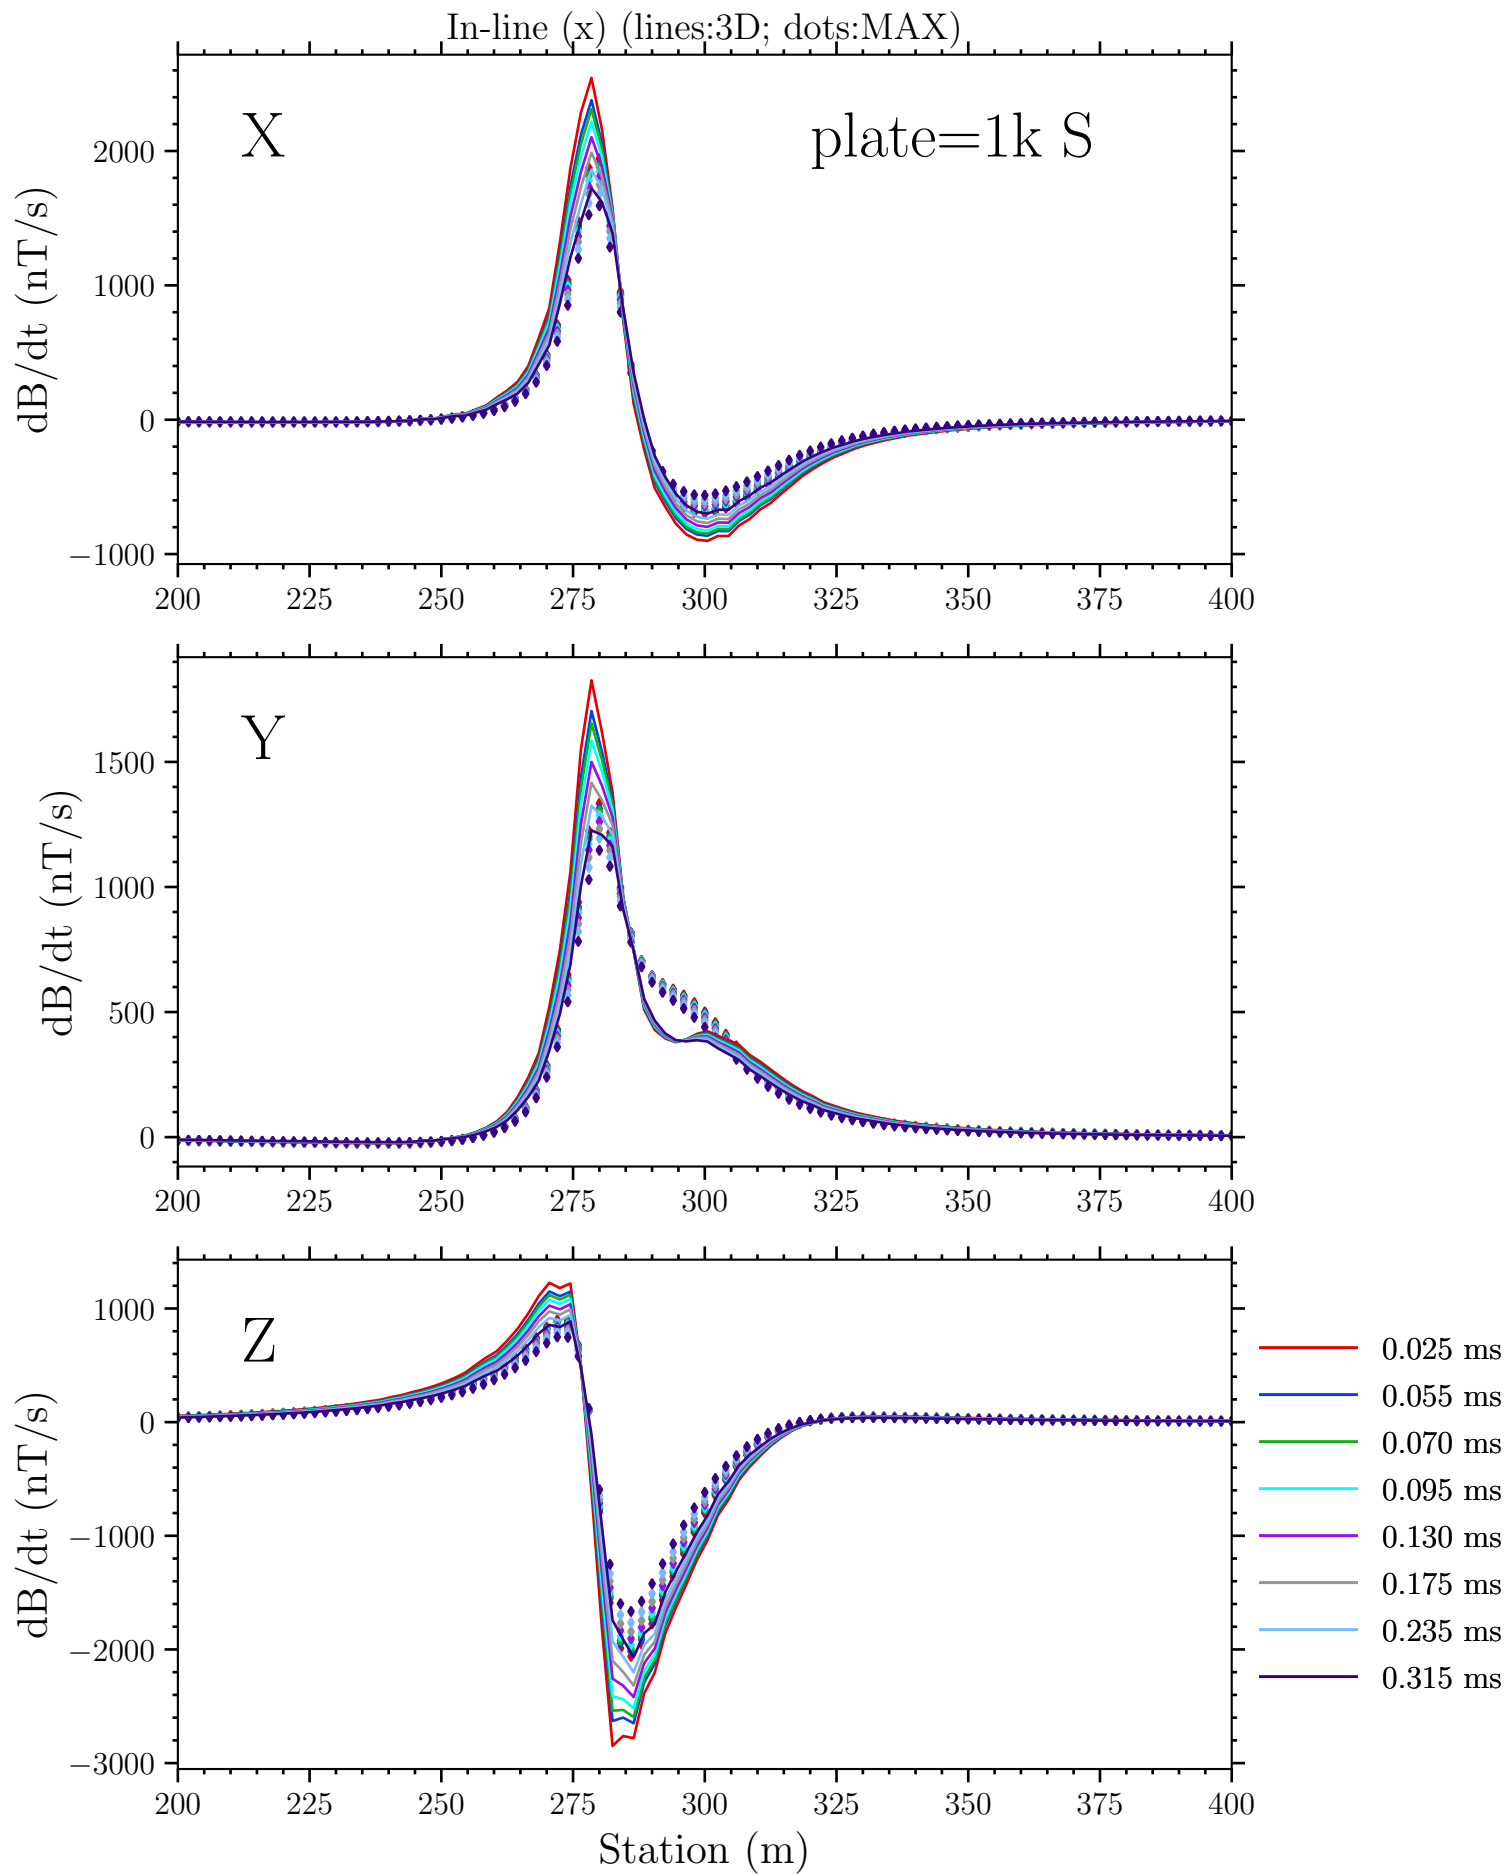 In-line (x) (lines:3D; dots:MAX)
X
plate=1k S
dB/dt (nT/s)
2000
1000
0
−1000
200 225 250 275 300 325 350 375 400
Y
dB/dt (nT/s)
1500
1000
500
0
200 225 250 275 300 325 350 375 400
Z
dB/dt (nT/s)
1000
0
−1000
−2000
−3000
200 225 250 275 300 325 350 375 400
Station (m)
0.025 ms
0.055 ms
0.070 ms
0.095 ms
0.130 ms
0.175 ms
0.235 ms
0.315 ms